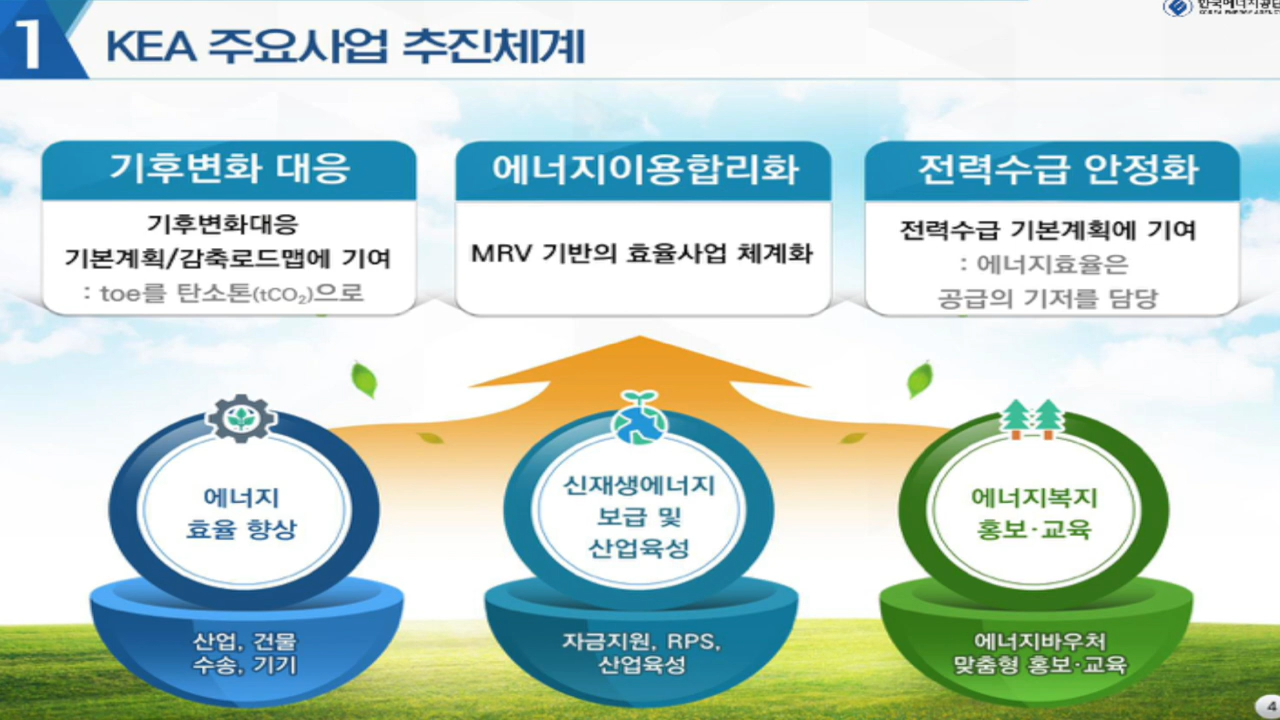 1
KEA 주요사업 추진체계
한국에너지공단
기후변화 대응
기후변화대응
기본계획/감축로드맵에 기여
: toe를 탄소톤(tCO₂)으로
에너지이용합리화
MRV 기반의 효율사업 체계화
전력수급 안정화
전력수급 기본계획에 기여
: 에너지효율은
공급의 기저를 담당
에너지
효율 향상
산업, 건물
수송, 기기
신재생에너지
보급 및
산업육성
자금지원, RPS,
산업육성
에너지복지
홍보·교육
에너지바우처
맞춤형 홍보·교육
4